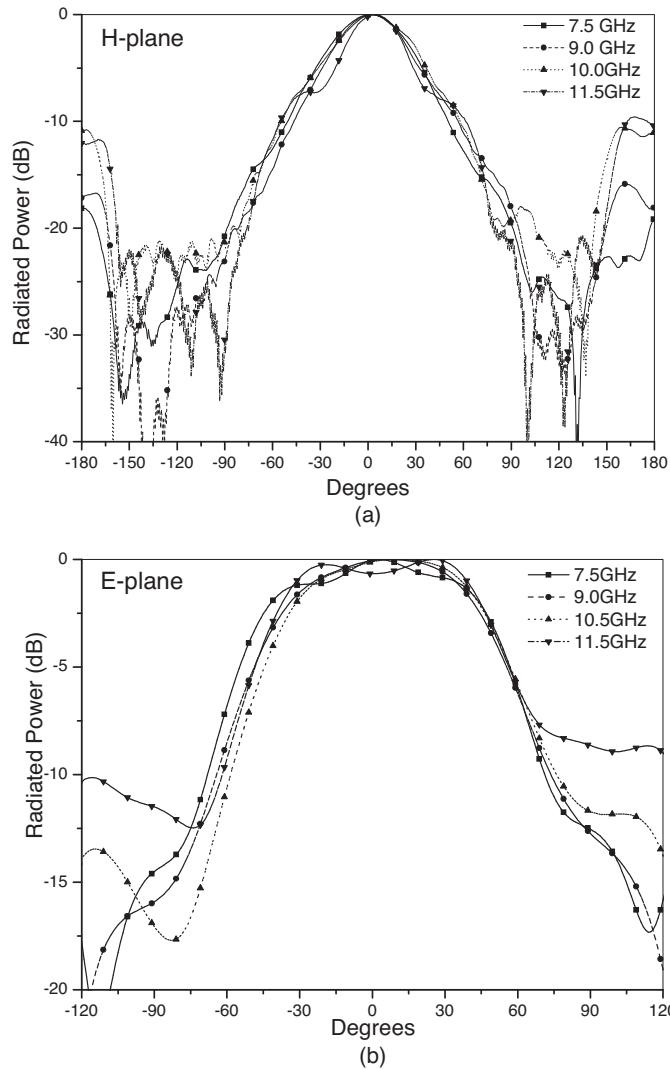 H-plane
7.5 GHz
9.0 GHz
10.0GHz
11.5GHz
Radiated Power (dB)
0
-10
-20
-30
-40
-180 -150 -120 -90 -60 -30 0 30 60 90 120 150 180
Degrees
(a)
E-plane
7.5GHz
9.0GHz
10.5GHz
11.5GHz
Radiated Power (dB)
0
-5
-10
-15
-20
-120 -90 -60 -30 0 30 60 90 120
Degrees
(b)